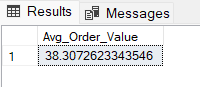 Results Messages
Avg_Order_Value
1 38.3072623343546